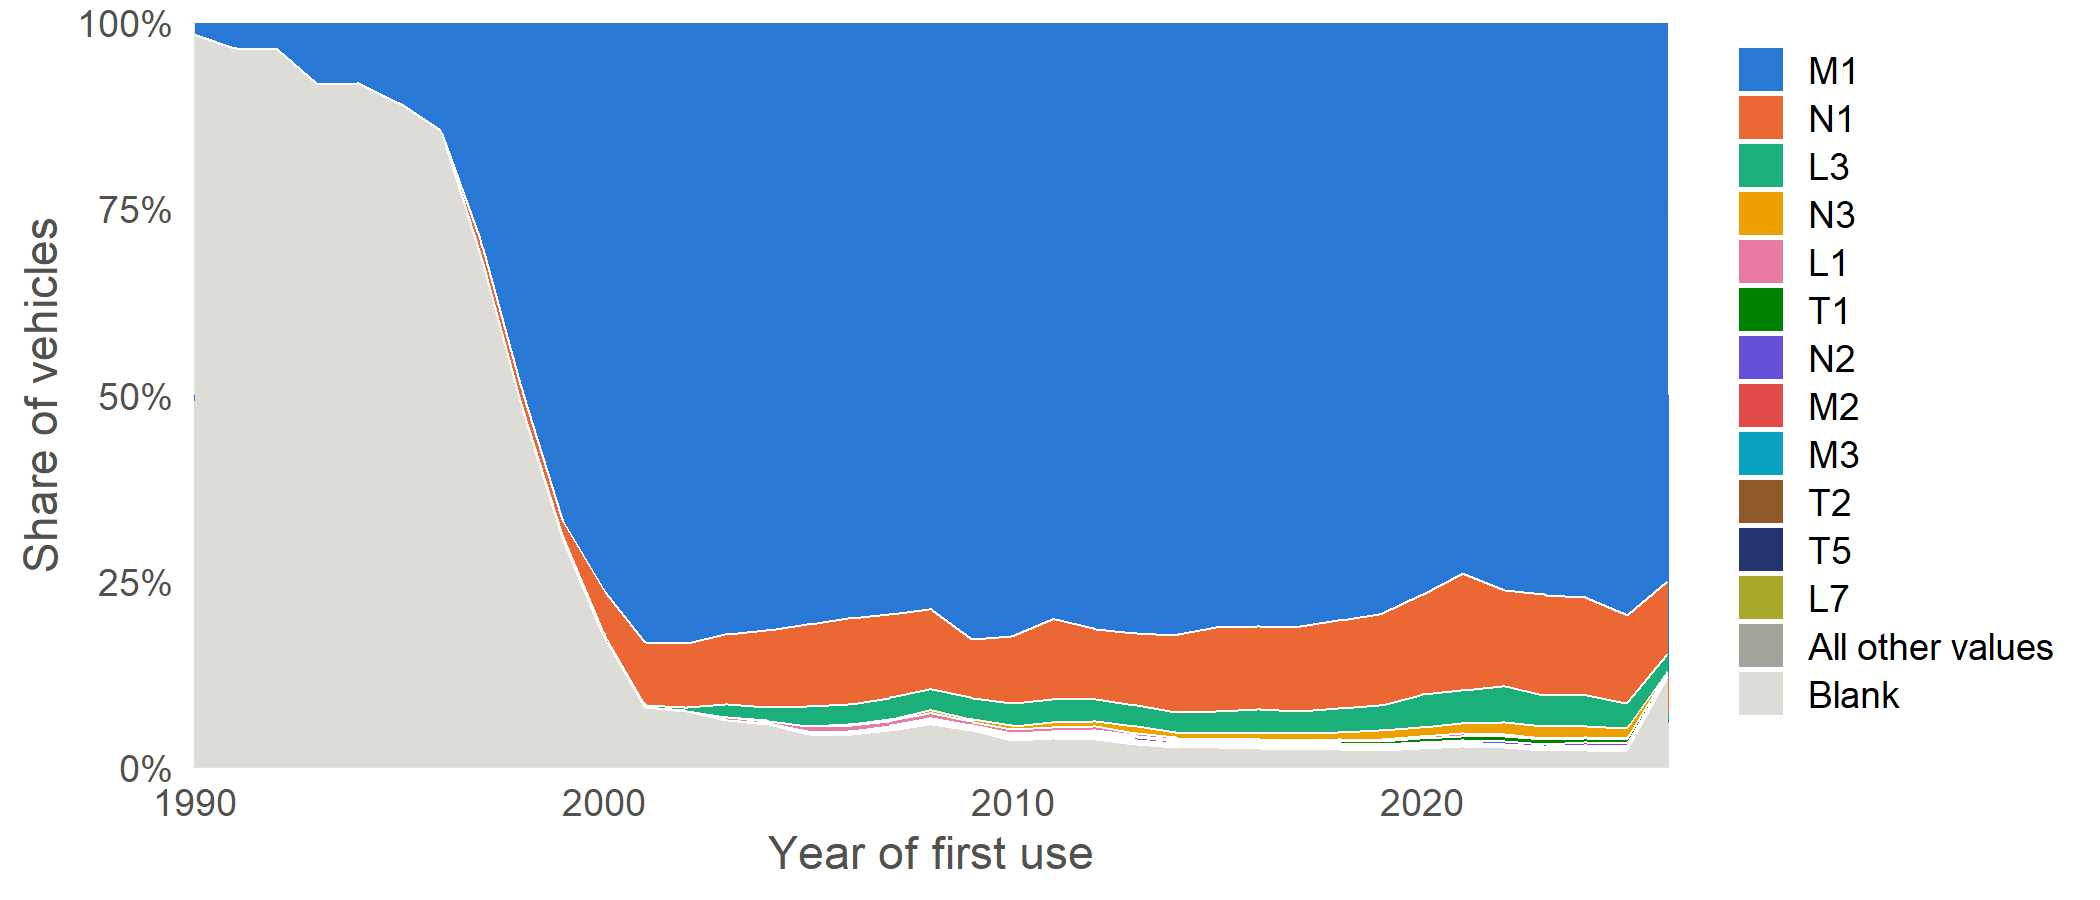 100%
75%
50%
25%
0%
Share of vehicles
1990
2000
2010
2020
Year of first use
M1
N1
L3
N3
L1
T1
N2
M2
M3
T2
T5
L7
All other values
Blank